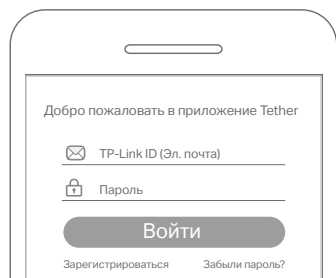 Добро пожаловать в приложение Tether
TP-Link ID (Эл. почта)
Пароль
Войти
Зарегистрироваться Забыли пароль?